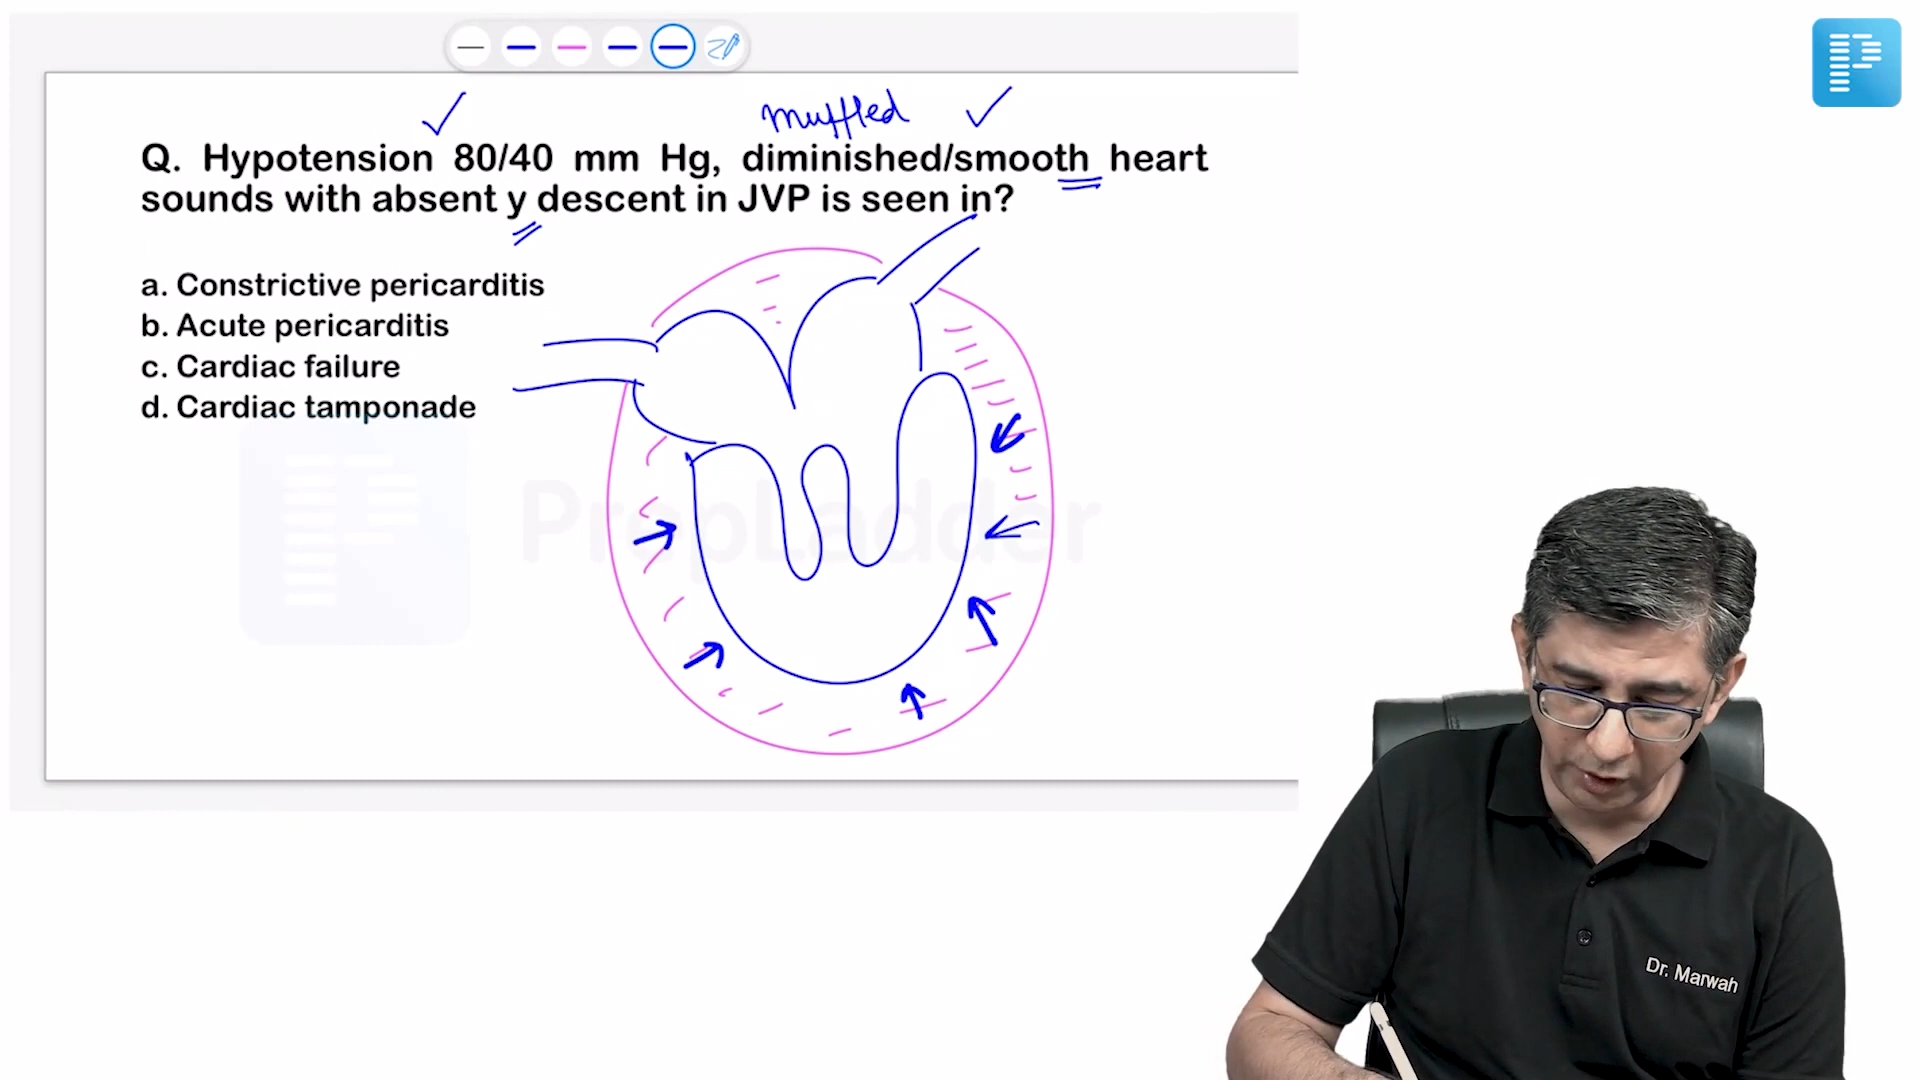 muffled
Q. Hypotension 80/40 mm Hg, diminished/smooth heart
sounds with absent y descent in JVP is seen in?
a. Constrictive pericarditis
b. Acute pericarditis
c. Cardiac failure
d. Cardiac tamponade
PrepLadder
Dr. Marwah